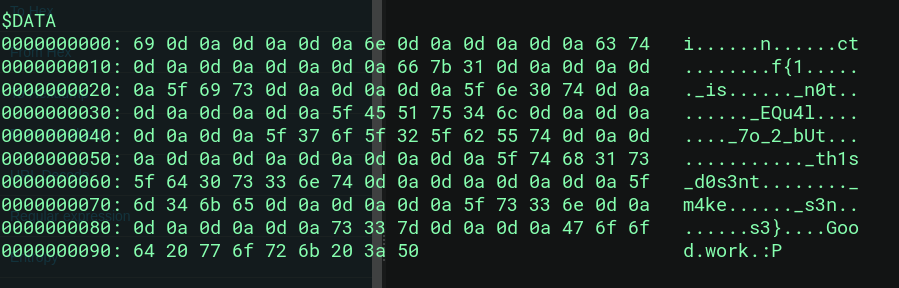 $DATA
0000000000: 69 0d 0a 0d 0a 0d 0a 6e 0d 0a 0d 0a 0d 0a 63 74 i......n......ct
0000000010: 0d 0a 0d 0a 0d 0a 0d 0a 66 7b 31 0d 0a 0d 0a 0d ........f{1.....
0000000020: 0a 5f 69 73 0d 0a 0d 0a 0d 0a 5f 6e 30 74 0d 0a ._is......_n0t..
0000000030: 0d 0a 0d 0a 0d 0a 5f 45 51 75 34 6c 0d 0a 0d 0a ......_EQu4l....
0000000040: 0d 0a 0d 0a 5f 37 6f 5f 32 5f 62 55 74 0d 0a 0d ...._7o_2_bUt...
0000000050: 0a 0d 0a 0d 0a 0d 0a 0d 0a 0d 0a 5f 74 68 31 73 ..........._th1s
0000000060: 5f 64 30 73 33 6e 74 0d 0a 0d 0a 0d 0a 0d 0a 5f _d0s3nt........_
0000000070: 6d 34 6b 65 0d 0a 0d 0a 0d 0a 5f 73 33 6e 0d 0a m4ke......_s3n..
0000000080: 0d 0a 0d 0a 0d 0a 73 33 7d 0d 0a 0d 0a 47 6f 6f ......s3}....Goo
0000000090: 64 20 77 6f 72 6b 20 3a 50 d.work.:P